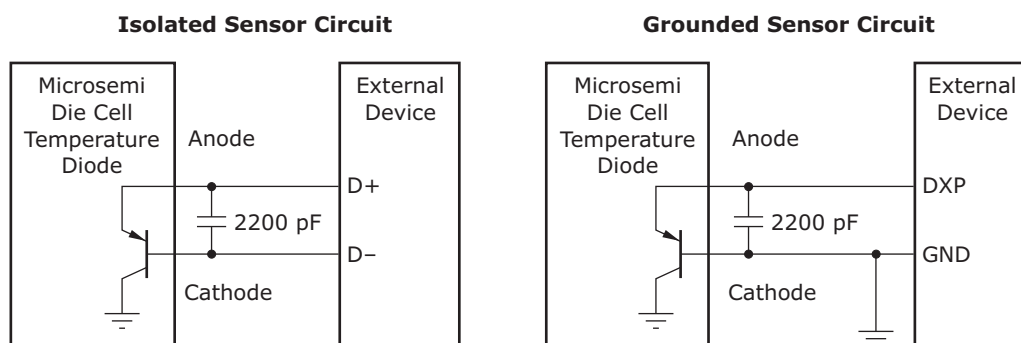 Isolated Sensor Circuit
Microsemi
Die Cell
Temperature
Diode
Anode
External
Device
D+
2200 pF
D–
Cathode
Grounded Sensor Circuit
Microsemi
Die Cell
Temperature
Diode
Anode
External
Device
DXP
2200 pF
GND
Cathode